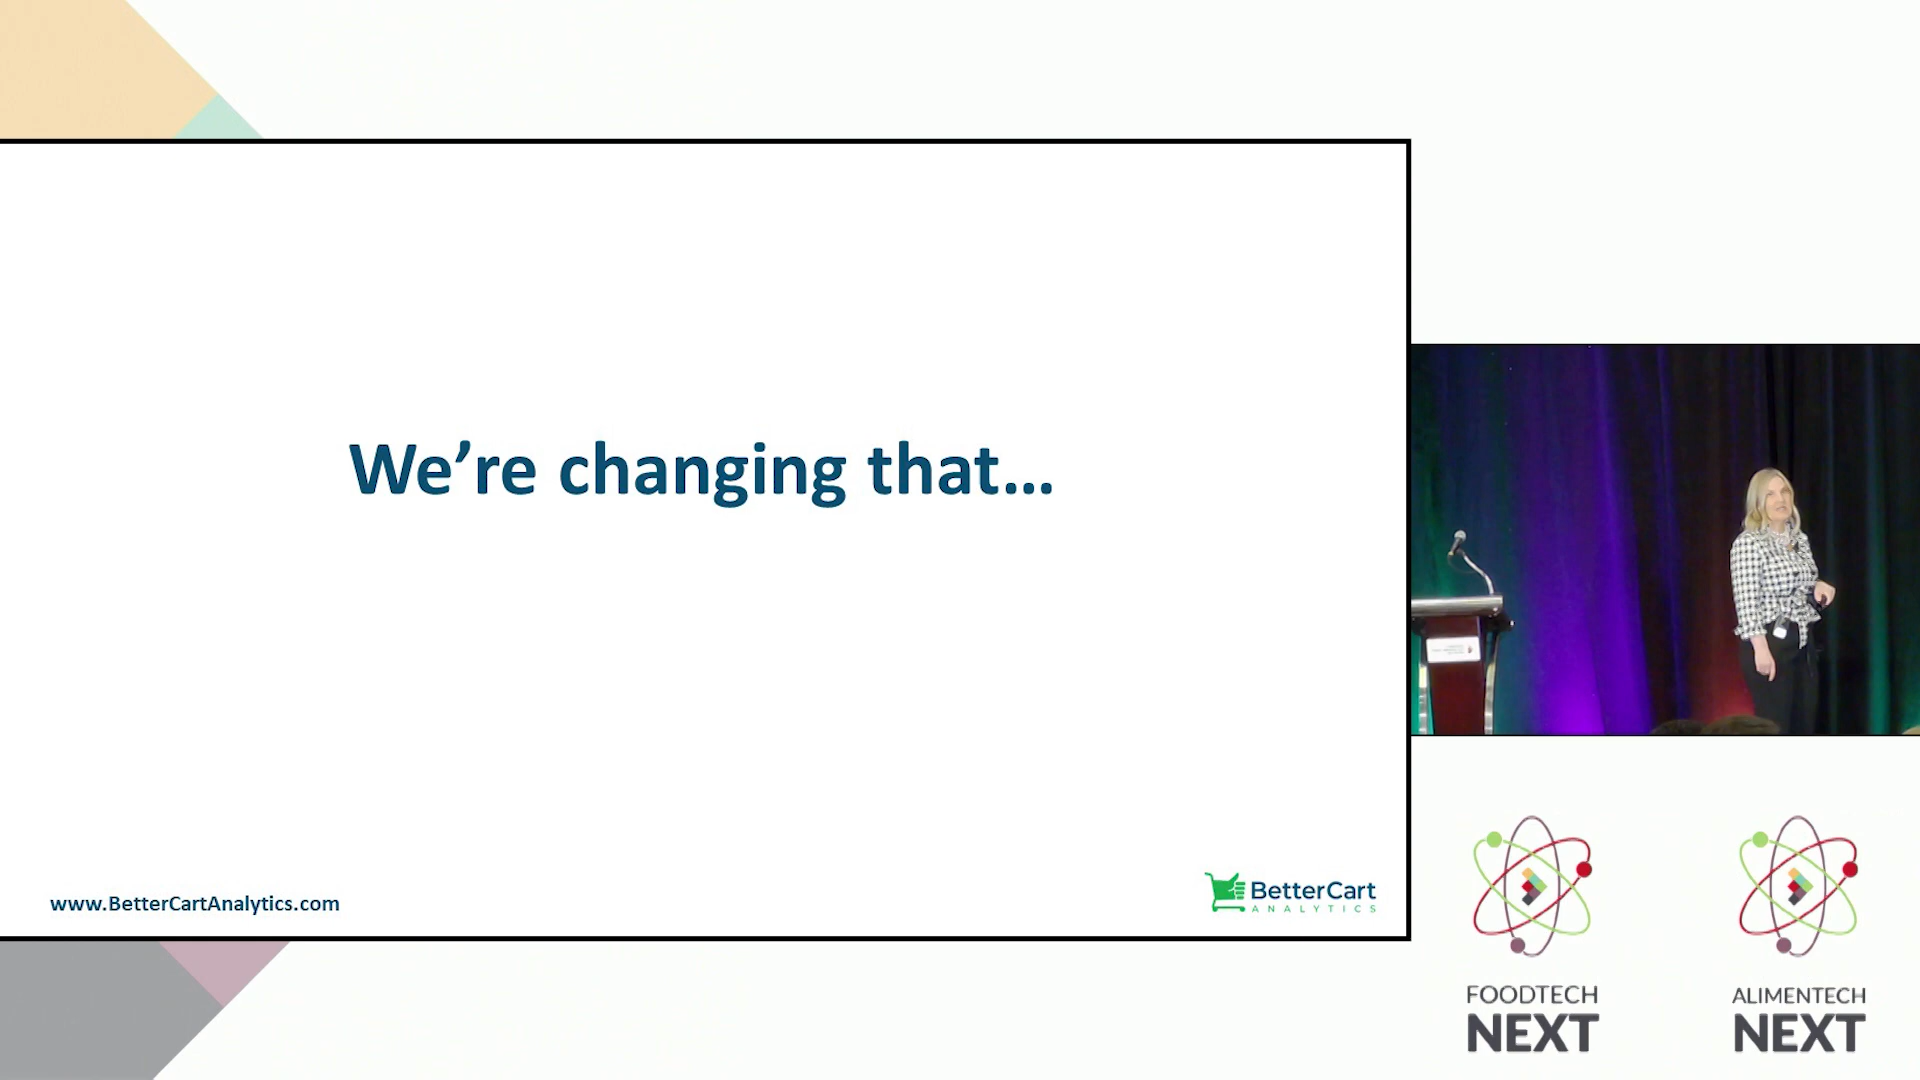 We’re changing that...
www.BetterCartAnalytics.com
BetterCart
ANALYTICS
FOODTECH
NEXT
ALIMENTECH
NEXT